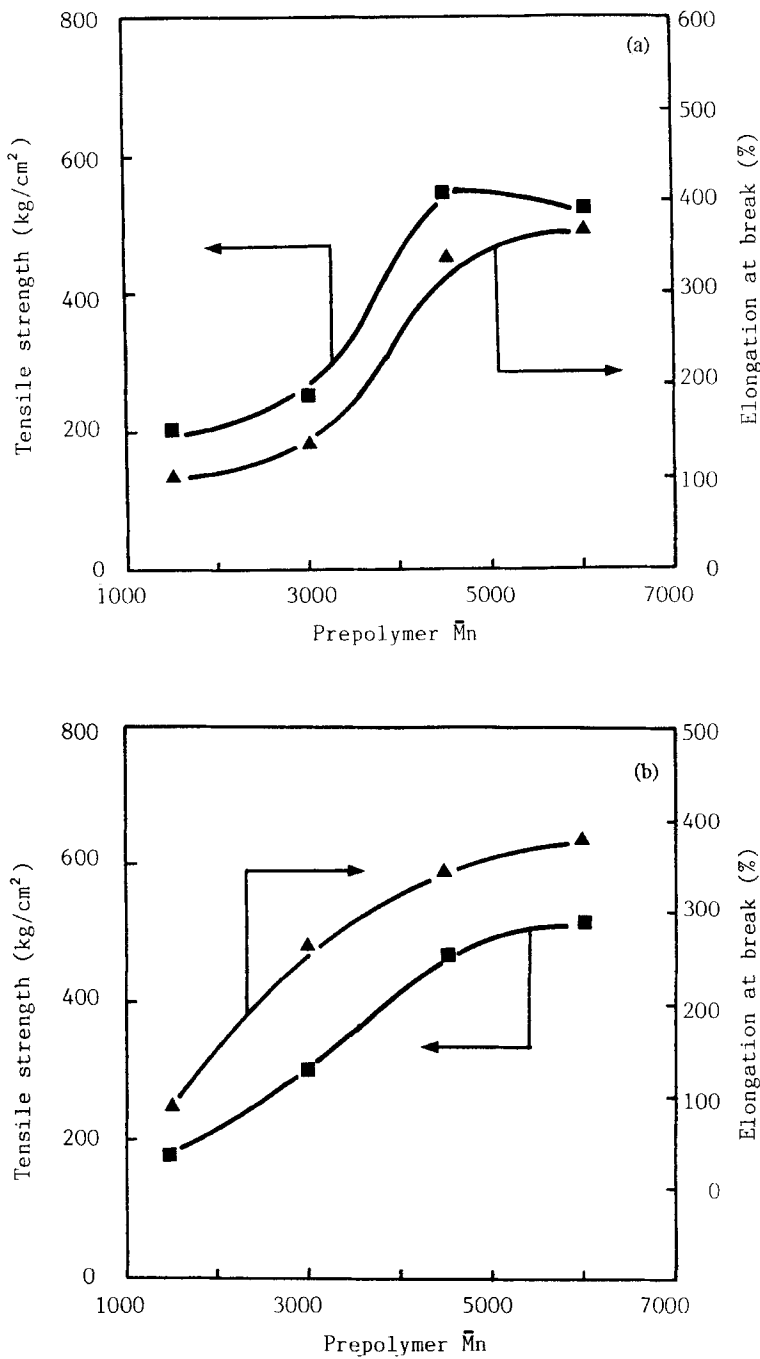 (a)
800
600
400
200
0
Tensile strength (kg/cm²)
600
500
400
300
200
100
0
Elongation at break (%)
1000 3000 5000 7000
Prepolymer M̄n
(b)
800
600
400
200
0
Tensile strength (kg/cm²)
500
400
300
200
100
0
Elongation at break (%)
1000 3000 5000 7000
Prepolymer M̄n